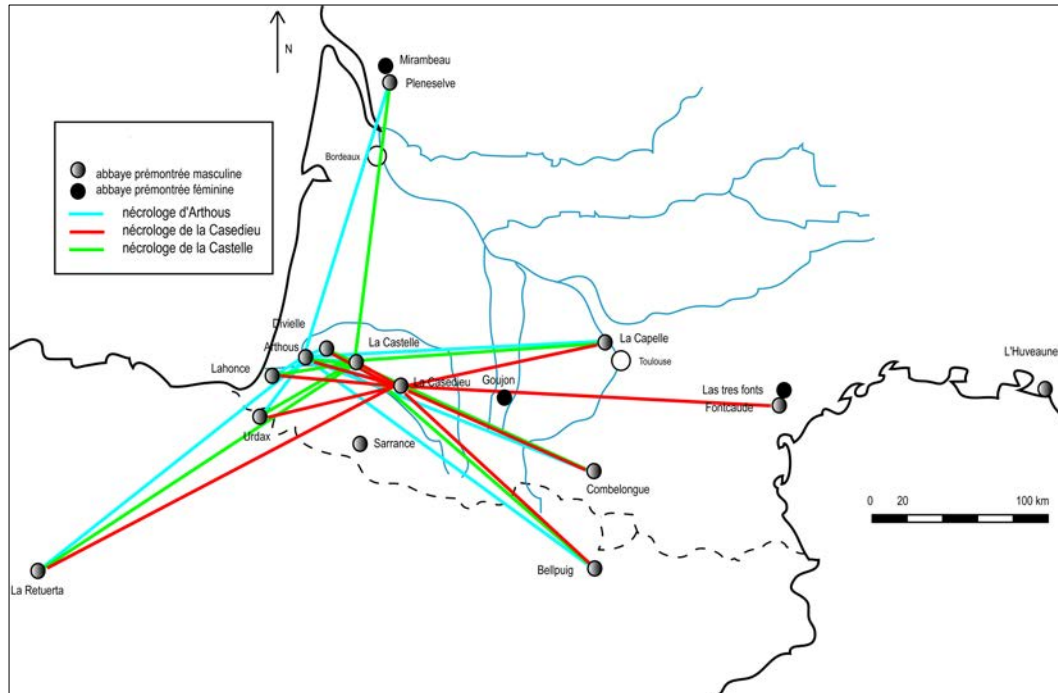 N
Mirambeau
Pleneselve
Bordeaux
abbaye prémontrée masculine
abbaye prémontrée féminine
nécrologe d'Arthous
nécrologe de la Casedieu
nécrologe de la Castelle
Divielle
Arthous
La Castelle
La Capelle
Toulouse
Lahonce
La Casedieu
Goujon
Las tres fonts
Fontcaude
L'Huveaune
Urdax
Sarrance
Combelongue
0 20 100 km
Bellpuig
La Retuerta